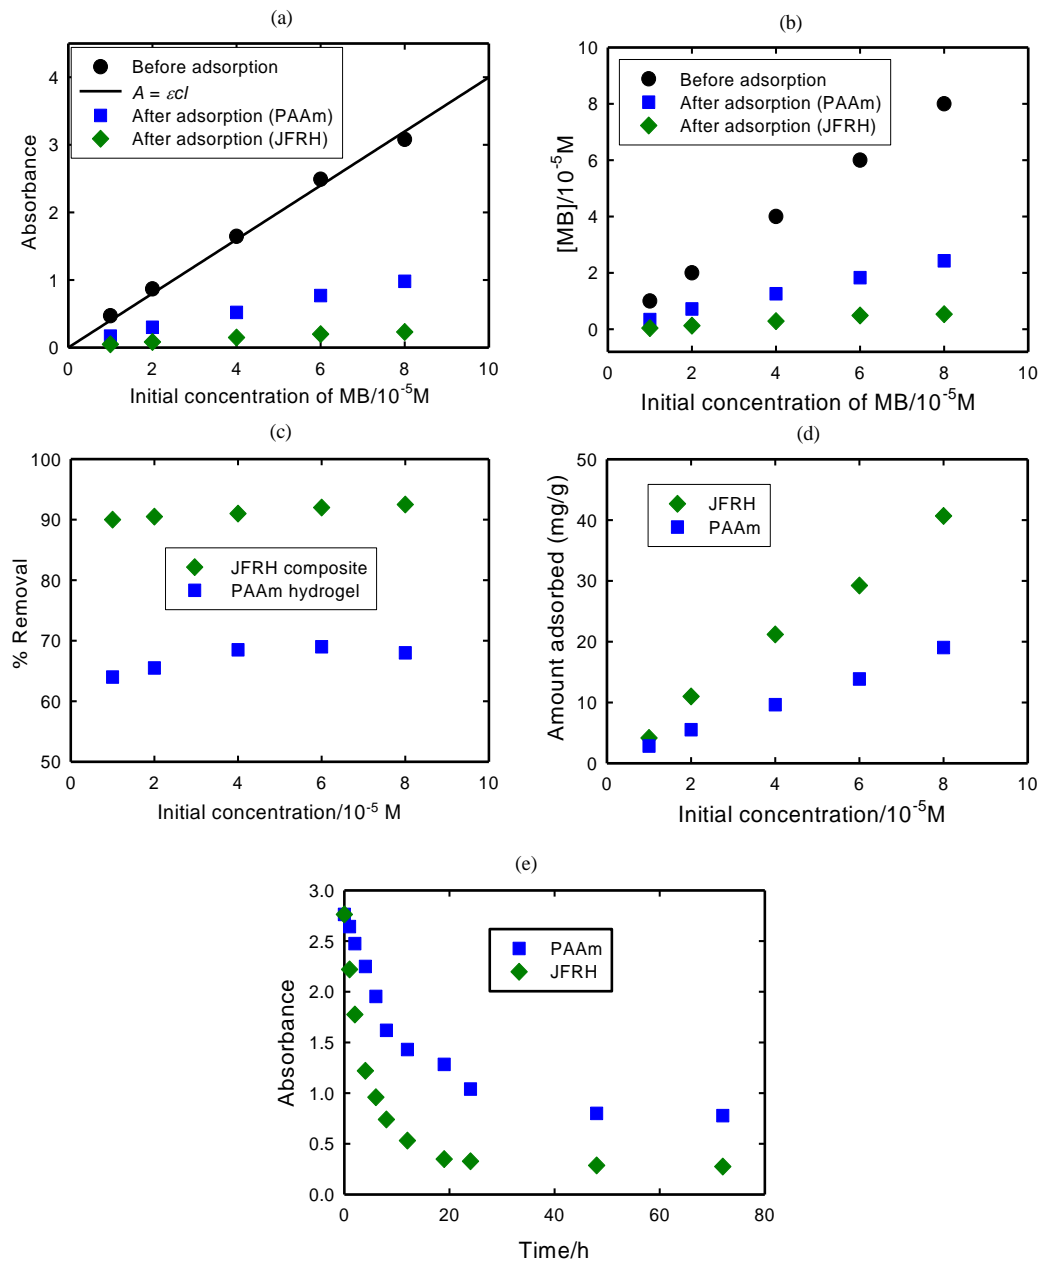 (a)
Before adsorption
A = εcl
After adsorption (PAAm)
After adsorption (JFRH)
Absorbance
4
3
2
1
0
0 2 4 6 8 10
Initial concentration of MB/10⁻⁵M
(b)
Before adsorption
After adsorption (PAAm)
After adsorption (JFRH)
[MB]/10⁻⁵M
10
8
6
4
2
0
0 2 4 6 8 10
Initial concentration of MB/10⁻⁵M
(c)
JFRH composite
PAAm hydrogel
% Removal
100
90
80
70
60
50
0 2 4 6 8 10
Initial concentration/10⁻⁵ M
(d)
JFRH
PAAm
Amount adsorbed (mg/g)
50
40
30
20
10
0
0 2 4 6 8 10
Initial concentration/10⁻⁵M
(e)
PAAm
JFRH
Absorbance
3.0
2.5
2.0
1.5
1.0
0.5
0.0
0 20 40 60 80
Time/h